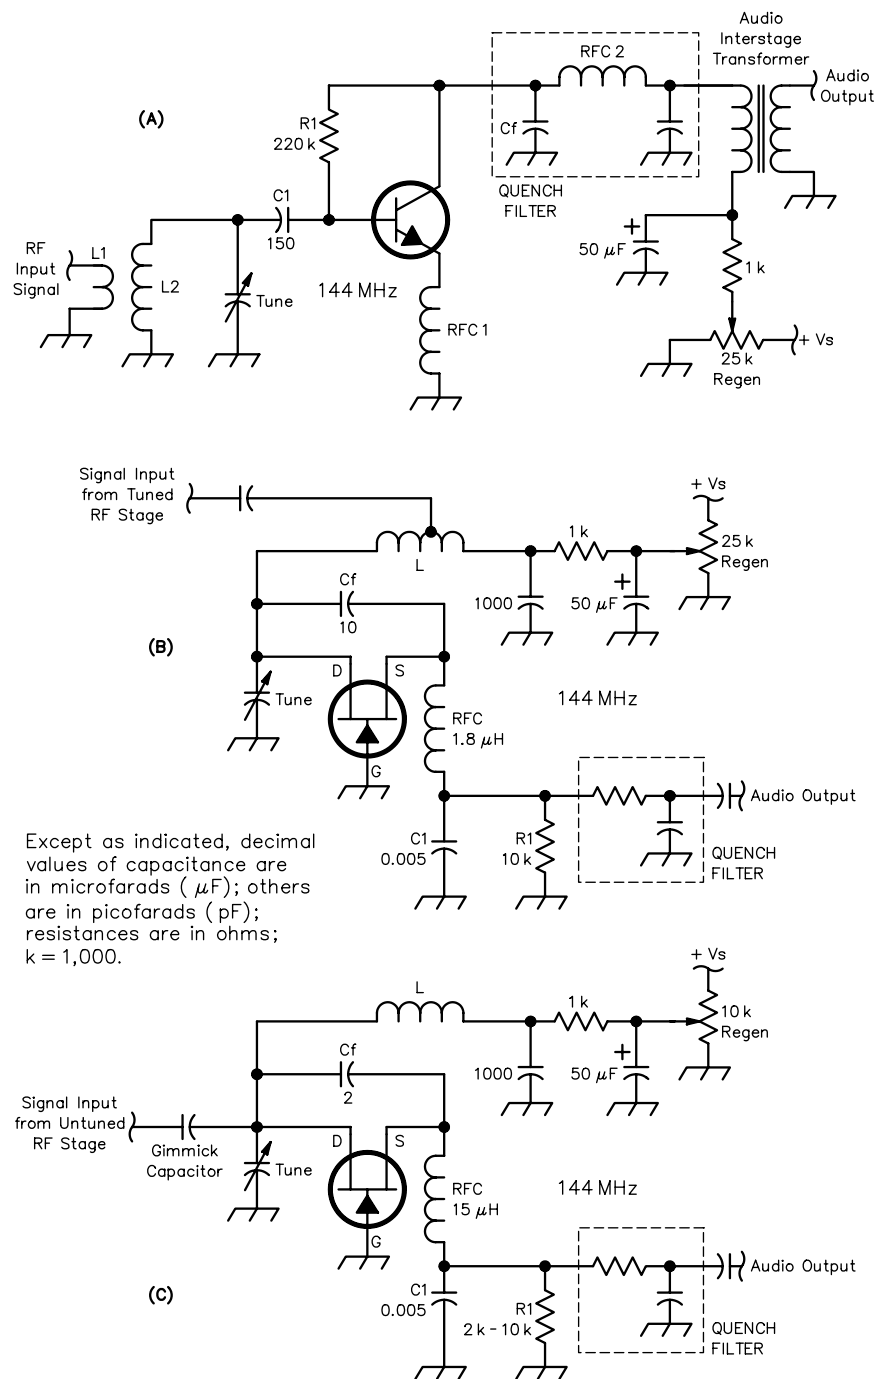 Audio
Interstage
Transformer
RFC 2
Audio
Output
(A)
R1
220 k
Cf
QUENCH
FILTER
C1
150
50 µF
+
1 k
RF
Input
Signal
L1
L2
Tune
144 MHz
RFC 1
+ Vs
25 k
Regen
Signal Input
from Tuned
RF Stage
+ Vs
1 k
25 k
Regen
L
Cf
10
1000
50 µF
+
(B)
D
S
Tune
RFC
1.8 µH
144 MHz
G
Audio Output
C1
0.005
R1
10 k
QUENCH
FILTER
Except as indicated, decimal
values of capacitance are
in microfarads ( µF); others
are in picofarads ( pF);
resistances are in ohms;
k = 1,000.
+ Vs
L
1 k
10 k
Regen
Cf
2
1000
50 µF
+
Signal Input
from Untuned
RF Stage
Gimmick
Capacitor
D
S
Tune
RFC
15 µH
144 MHz
G
Audio Output
C1
0.005
R1
2 k - 10 k
(C)
QUENCH
FILTER